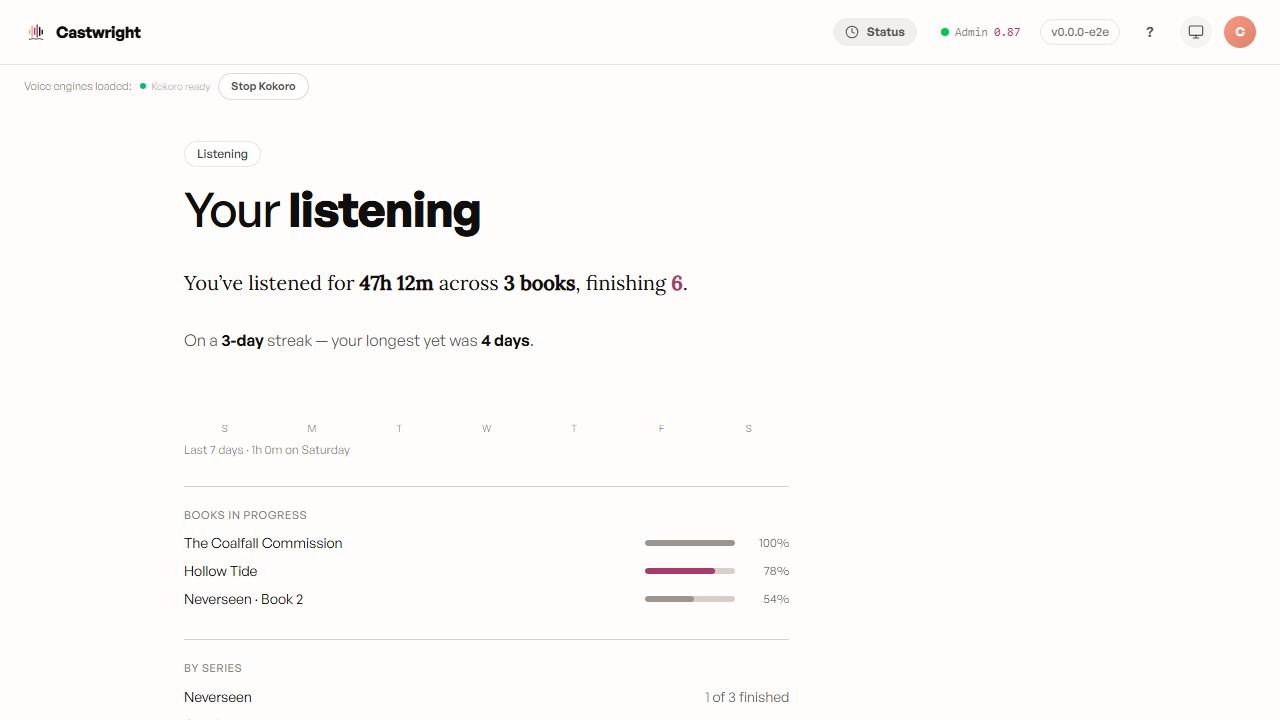 Castwright
Status
Admin 0.87
v0.0.0-e2e
?
C
Voice engines loaded:
Kokoro ready
Stop Kokoro
Listening
Your listening
You’ve listened for 47h 12m across 3 books, finishing 6.
On a 3-day streak — your longest yet was 4 days.
S M T W T F S
Last 7 days · 1h 0m on Saturday
BOOKS IN PROGRESS
The Coalfall Commission 100%
Hollow Tide 78%
Neverseen · Book 2 54%
BY SERIES
Neverseen 1 of 3 finished